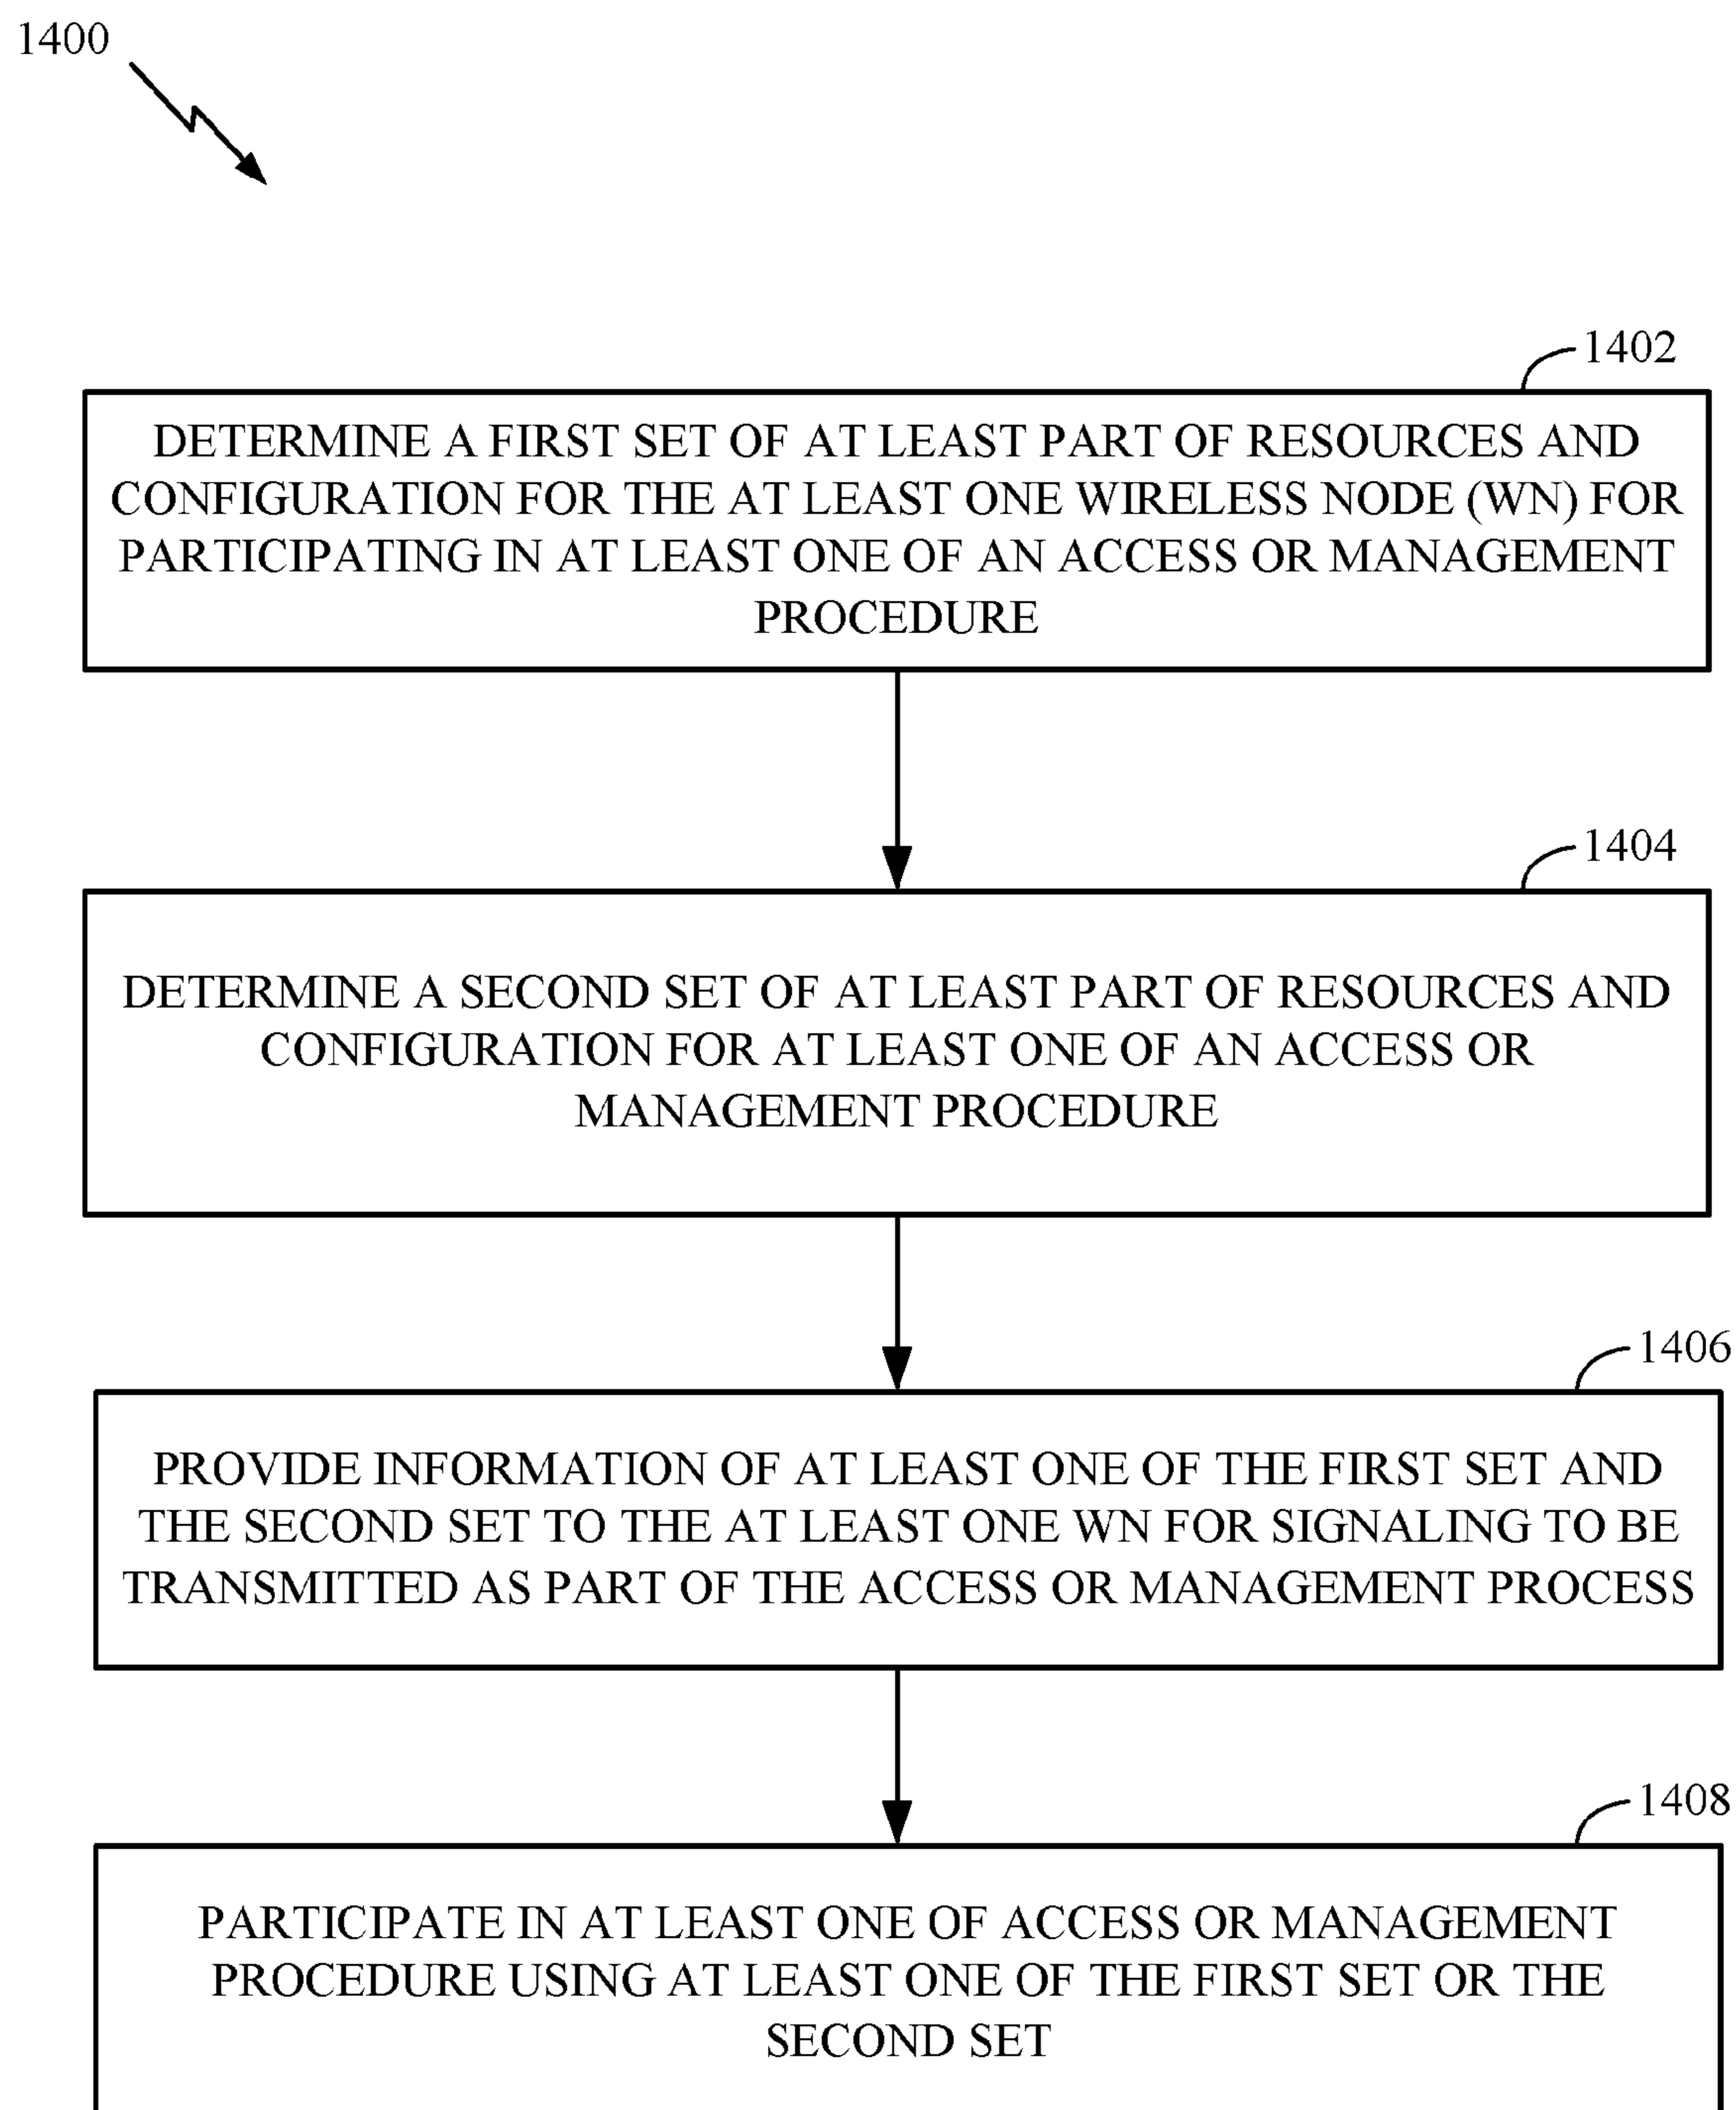 1400
1402
DETERMINE A FIRST SET OF AT LEAST PART OF RESOURCES AND
CONFIGURATION FOR THE AT LEAST ONE WIRELESS NODE (WN) FOR
PARTICIPATING IN AT LEAST ONE OF AN ACCESS OR MANAGEMENT
PROCEDURE
1404
DETERMINE A SECOND SET OF AT LEAST PART OF RESOURCES AND
CONFIGURATION FOR AT LEAST ONE OF AN ACCESS OR
MANAGEMENT PROCEDURE
1406
PROVIDE INFORMATION OF AT LEAST ONE OF THE FIRST SET AND
THE SECOND SET TO THE AT LEAST ONE WN FOR SIGNALING TO BE
TRANSMITTED AS PART OF THE ACCESS OR MANAGEMENT PROCESS
1408
PARTICIPATE IN AT LEAST ONE OF ACCESS OR MANAGEMENT
PROCEDURE USING AT LEAST ONE OF THE FIRST SET OR THE
SECOND SET